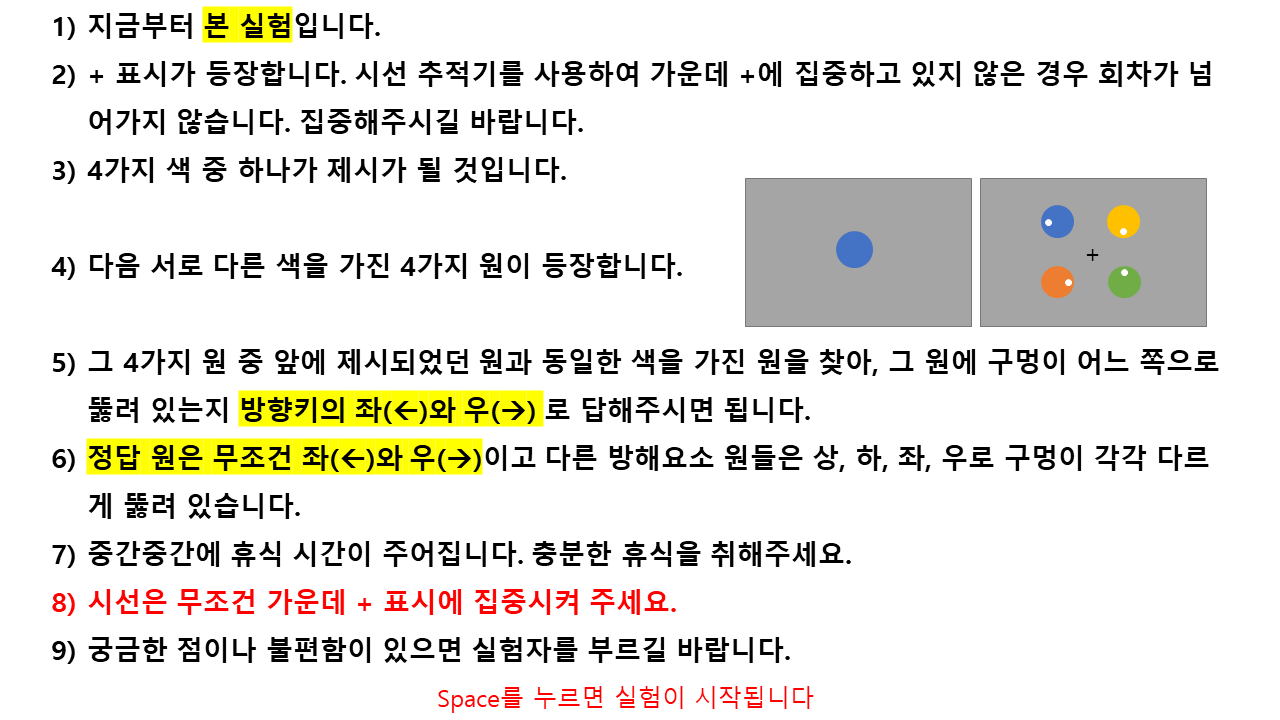 1) 지금부터 본 실험입니다.
2) + 표시가 등장합니다. 시선 추적기를 사용하여 가운데 +에 집중하고 있지 않은 경우 회차가 넘
어가지 않습니다. 집중해주시길 바랍니다.
3) 4가지 색 중 하나가 제시가 될 것입니다.
4) 다음 서로 다른 색을 가진 4가지 원이 등장합니다.
+
5) 그 4가지 원 중 앞에 제시되었던 원과 동일한 색을 가진 원을 찾아, 그 원에 구멍이 어느 쪽으로
뚫려 있는지 방향키의 좌(←)와 우(→) 로 답해주시면 됩니다.
6) 정답 원은 무조건 좌(←)와 우(→)이고 다른 방해요소 원들은 상, 하, 좌, 우로 구멍이 각각 다르
게 뚫려 있습니다.
7) 중간중간에 휴식 시간이 주어집니다. 충분한 휴식을 취해주세요.
8) 시선은 무조건 가운데 + 표시에 집중시켜 주세요.
9) 궁금한 점이나 불편함이 있으면 실험자를 부르길 바랍니다.
Space를 누르면 실험이 시작됩니다